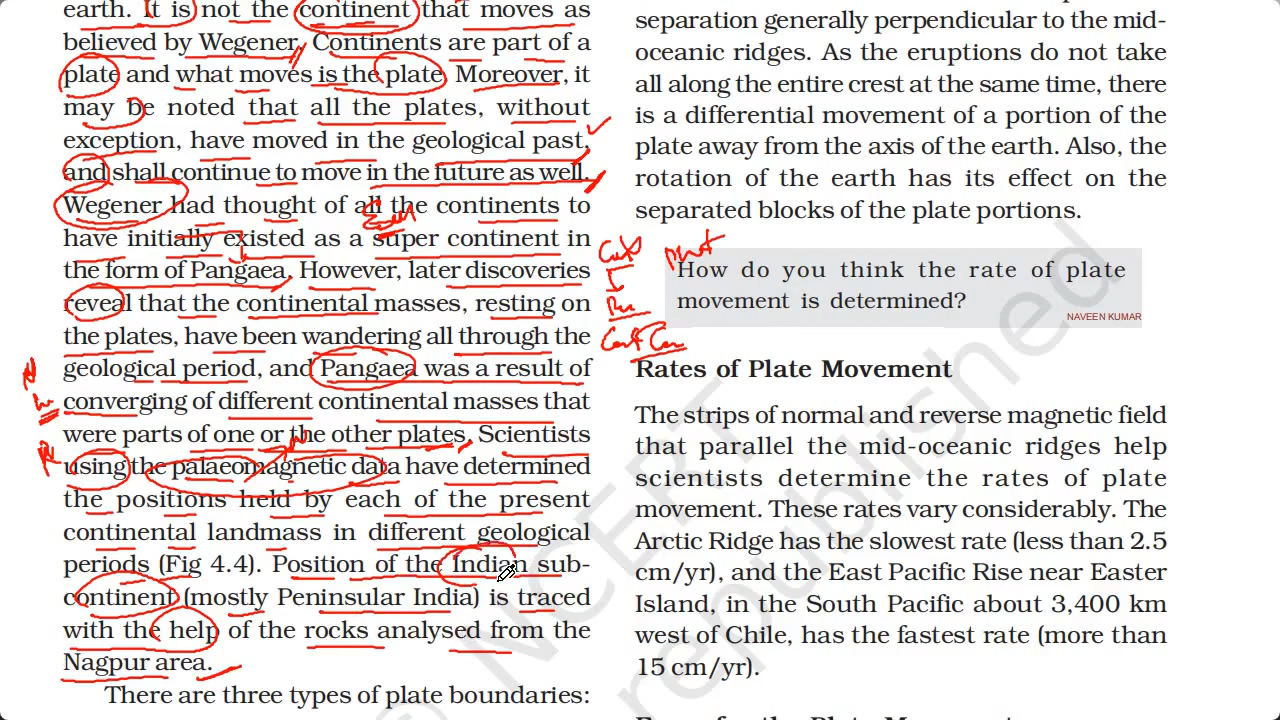 earth. It is not the continent that moves as
believed by Wegener. Continents are part of a
plate and what moves is the plate. Moreover, it
may be noted that all the plates, without
exception, have moved in the geological past,
and shall continue to move in the future as well.
Wegener had thought of all the continents to
have initially existed as a super continent in
the form of Pangaea. However, later discoveries
reveal that the continental masses, resting on
the plates, have been wandering all through the
geological period, and Pangaea was a result of
converging of different continental masses that
were parts of one or the other plates. Scientists
using the palaeomagnetic data have determined
the positions held by each of the present
continental landmass in different geological
periods (Fig 4.4). Position of the Indian sub-
continent (mostly Peninsular India) is traced
with the help of the rocks analysed from the
Nagpur area.
There are three types of plate boundaries:
separation generally perpendicular to the mid-
oceanic ridges. As the eruptions do not take
all along the entire crest at the same time, there
is a differential movement of a portion of the
plate away from the axis of the earth. Also, the
rotation of the earth has its effect on the
separated blocks of the plate portions.
How do you think the rate of plate
movement is determined?
NAVEEN KUMAR
Rates of Plate Movement
The strips of normal and reverse magnetic field
that parallel the mid-oceanic ridges help
scientists determine the rates of plate
movement. These rates vary considerably. The
Arctic Ridge has the slowest rate (less than 2.5
cm/yr), and the East Pacific Rise near Easter
Island, in the South Pacific about 3,400 km
west of Chile, has the fastest rate (more than
15 cm/yr).
© NCERT
republished